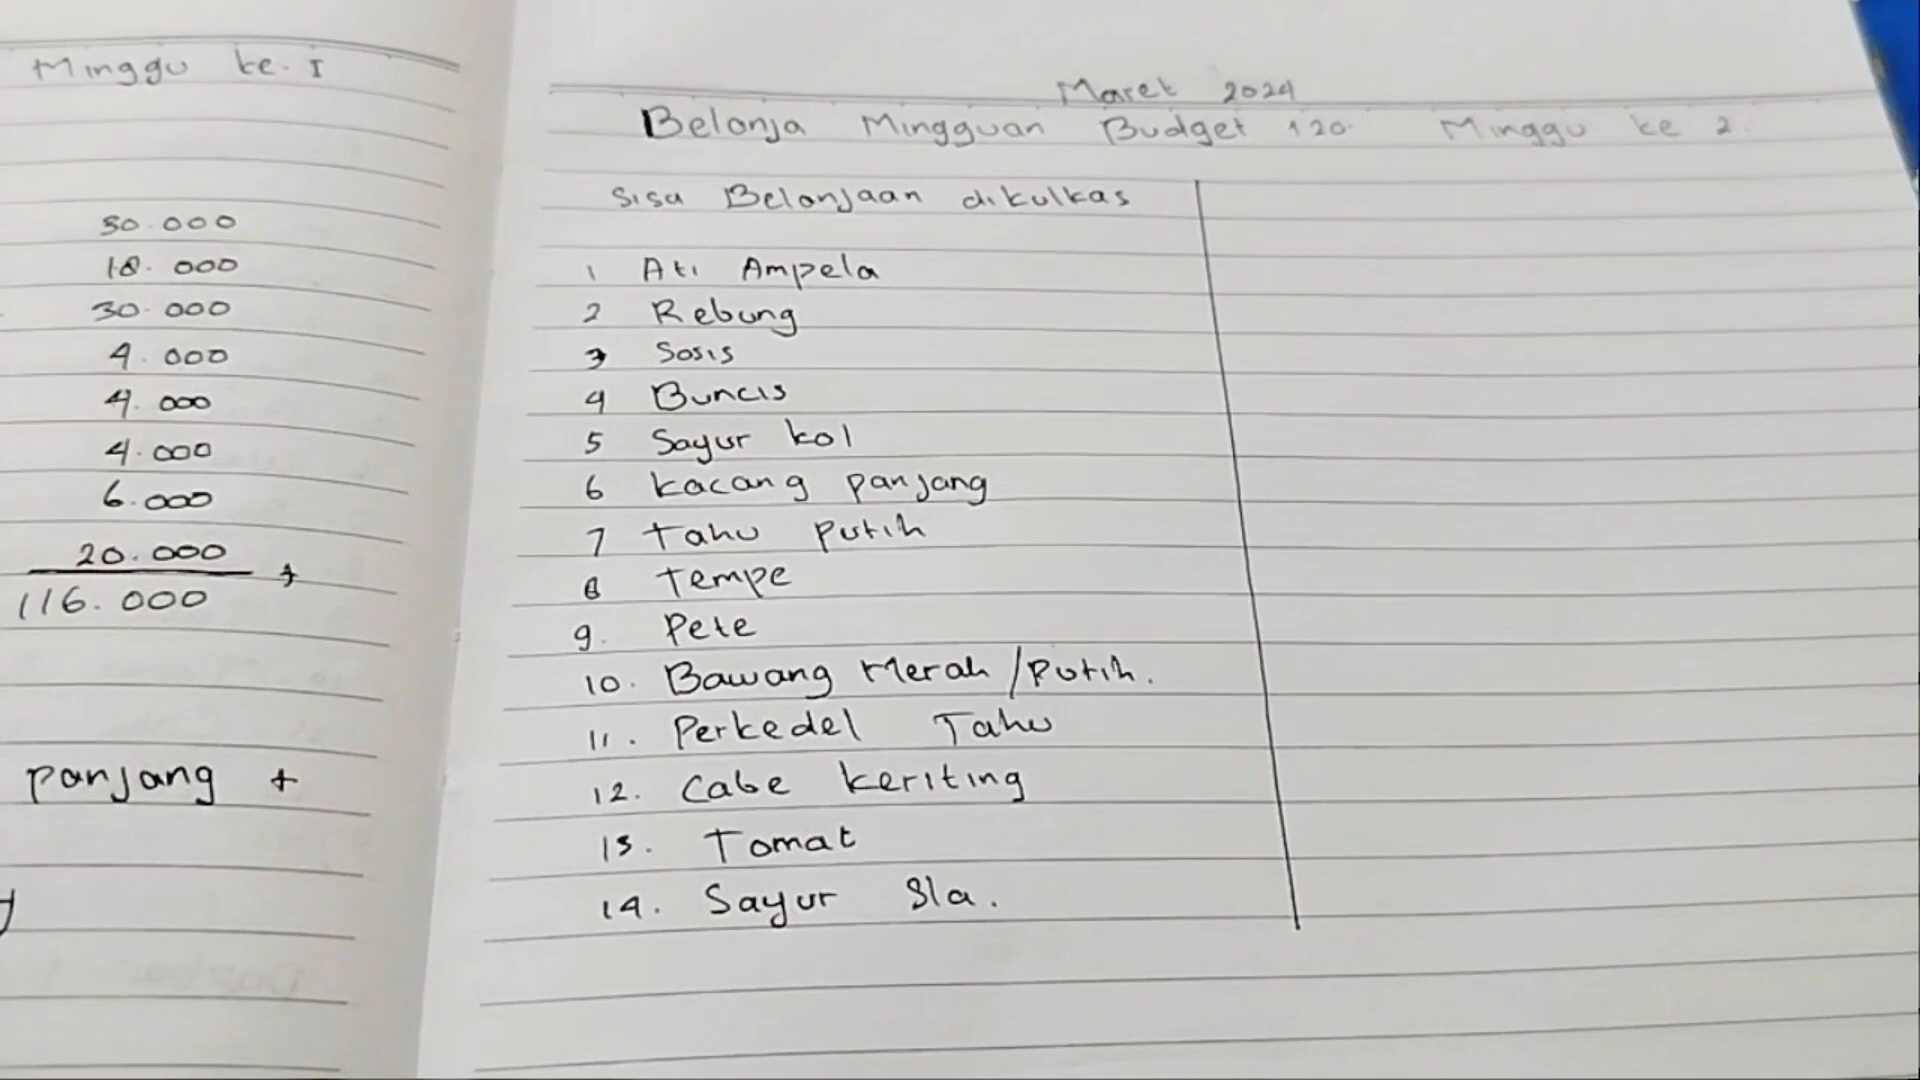 Minggu ke. I
30.000
18.000
30.000
4.000
4.000
4.000
6.000
20.000 +
116.000
panjang +
Maret 2024
Belanja Mingguan Budget 120 Minggu ke 2
Sisa Belanjaan dikulkas
1 Ati Ampela
2 Rebung
3 Sosis
4 Buncis
5 Sayur kol
6 kacang panjang
7 Tahu Putih
8 Tempe
9. Pete
10. Bawang Merah / Putih.
11. Perkedel Tahu
12. Cabe keriting
13. Tomat
14. Sayur Sla.